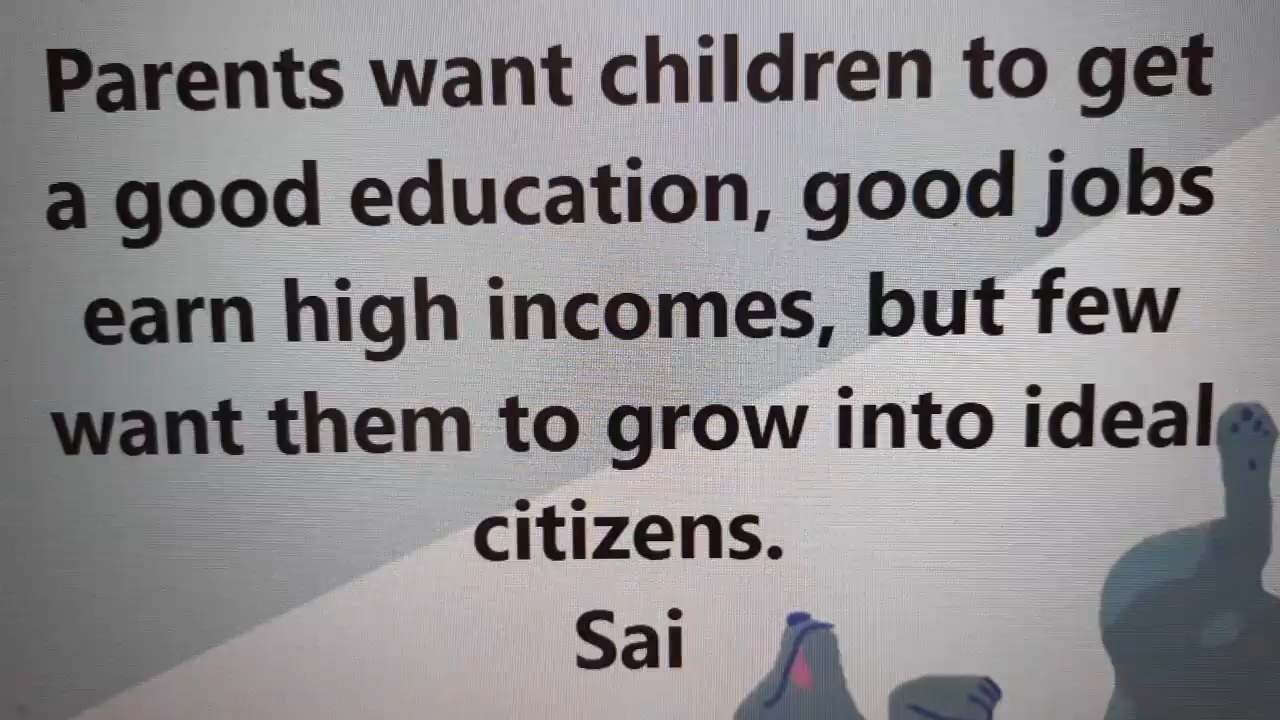 Parents want children to get
a good education, good jobs
earn high incomes, but few
want them to grow into ideal
citizens.
Sai